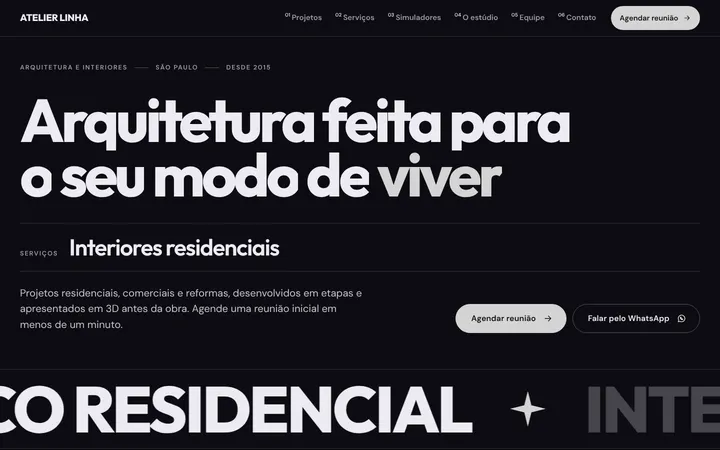 ATELIER LINHA
01 Projetos
02 Serviços
03 Simuladores
04 O estúdio
05 Equipe
06 Contato
Agendar reunião →
ARQUITETURA E INTERIORES — SÃO PAULO — DESDE 2015
Arquitetura feita para
o seu modo de viver
SERVIÇOS Interiores residenciais
Projetos residenciais, comerciais e reformas, desenvolvidos em etapas e
apresentados em 3D antes da obra. Agende uma reunião inicial em
menos de um minuto.
Agendar reunião →
Falar pelo WhatsApp
CO RESIDENCIAL ✦ INTE